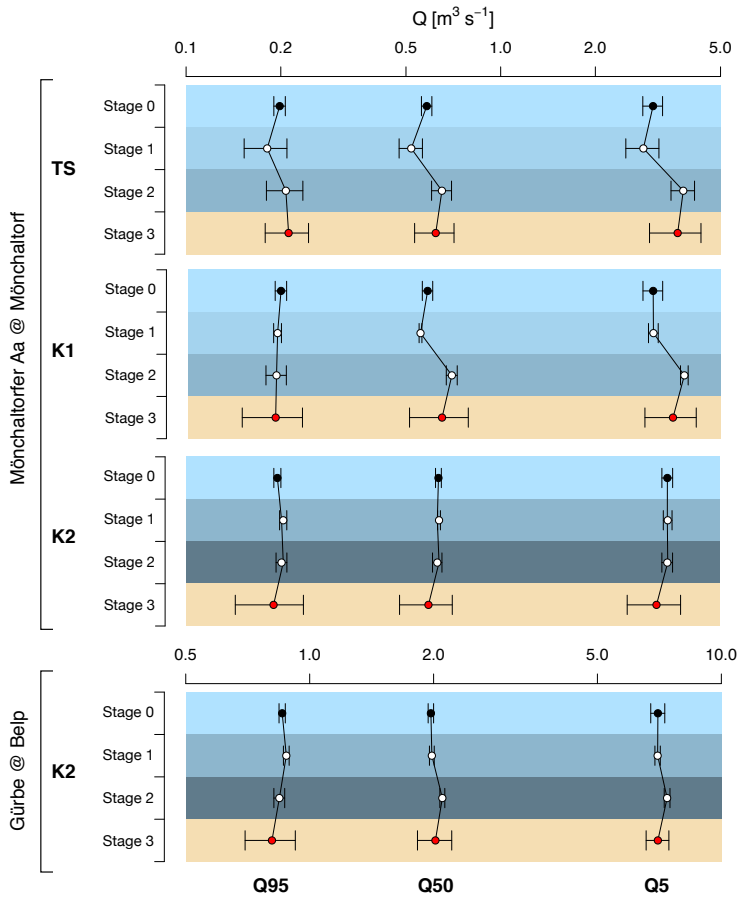 Q [m³ s⁻¹]
0.1 0.2 0.5 1.0 2.0 5.0
Mönchaltorfer Aa @ Mönchaltorf
TS
Stage 0
Stage 1
Stage 2
Stage 3
K1
Stage 0
Stage 1
Stage 2
Stage 3
K2
Stage 0
Stage 1
Stage 2
Stage 3
0.5 1.0 2.0 5.0 10.0
Gürbe @ Belp
K2
Stage 0
Stage 1
Stage 2
Stage 3
Q95 Q50 Q5